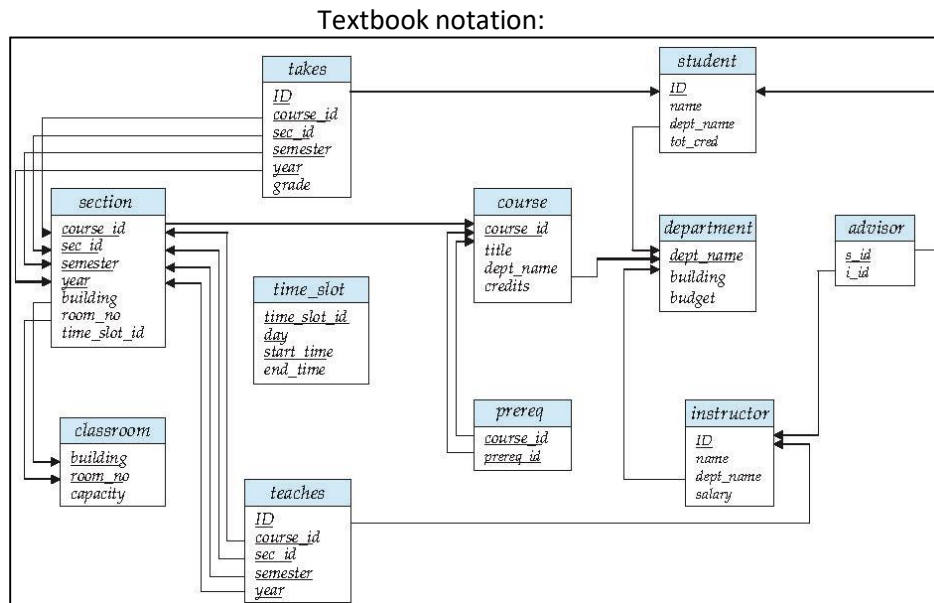 Textbook notation:
takes
ID
course_id
sec_id
semester
year
grade
student
ID
name
dept_name
tot_cred
section
course_id
sec_id
semester
year
building
room_no
time_slot_id
course
course_id
title
dept_name
credits
department
dept_name
building
budget
advisor
s_id
i_id
time_slot
time_slot_id
day
start_time
end_time
classroom
building
room_no
capacity
prereq
course_id
prereq_id
instructor
ID
name
dept_name
salary
teaches
ID
course_id
sec_id
semester
year